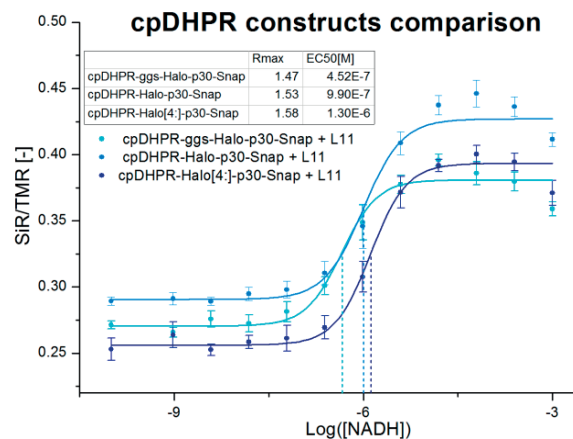 cpDHPR constructs comparison
Rmax EC50[M]
cpDHPR-ggs-Halo-p30-Snap 1.47 4.52E-7
cpDHPR-Halo-p30-Snap 1.53 9.90E-7
cpDHPR-Halo[4:]-p30-Snap 1.58 1.30E-6
cpDHPR-ggs-Halo-p30-Snap + L11
cpDHPR-Halo-p30-Snap + L11
cpDHPR-Halo[4:]-p30-Snap + L11
SiR/TMR [-]
0.45
0.40
0.35
0.30
0.25
-9 -6 -3
Log([NADH])